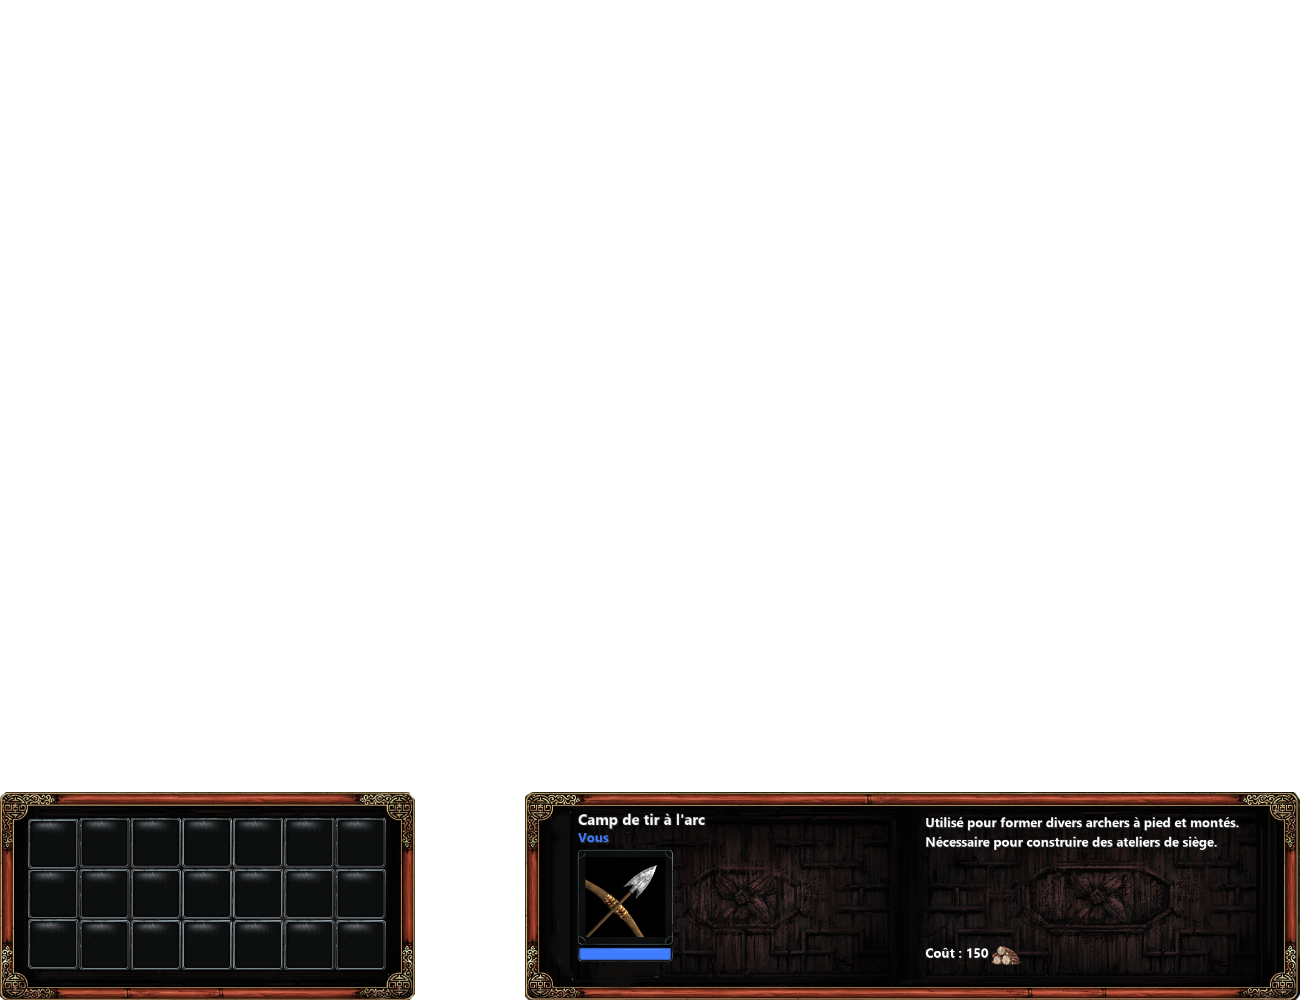 Camp de tir à l'arc
Vous
Utilisé pour former divers archers à pied et montés.
Nécessaire pour construire des ateliers de siège.
Coût : 150